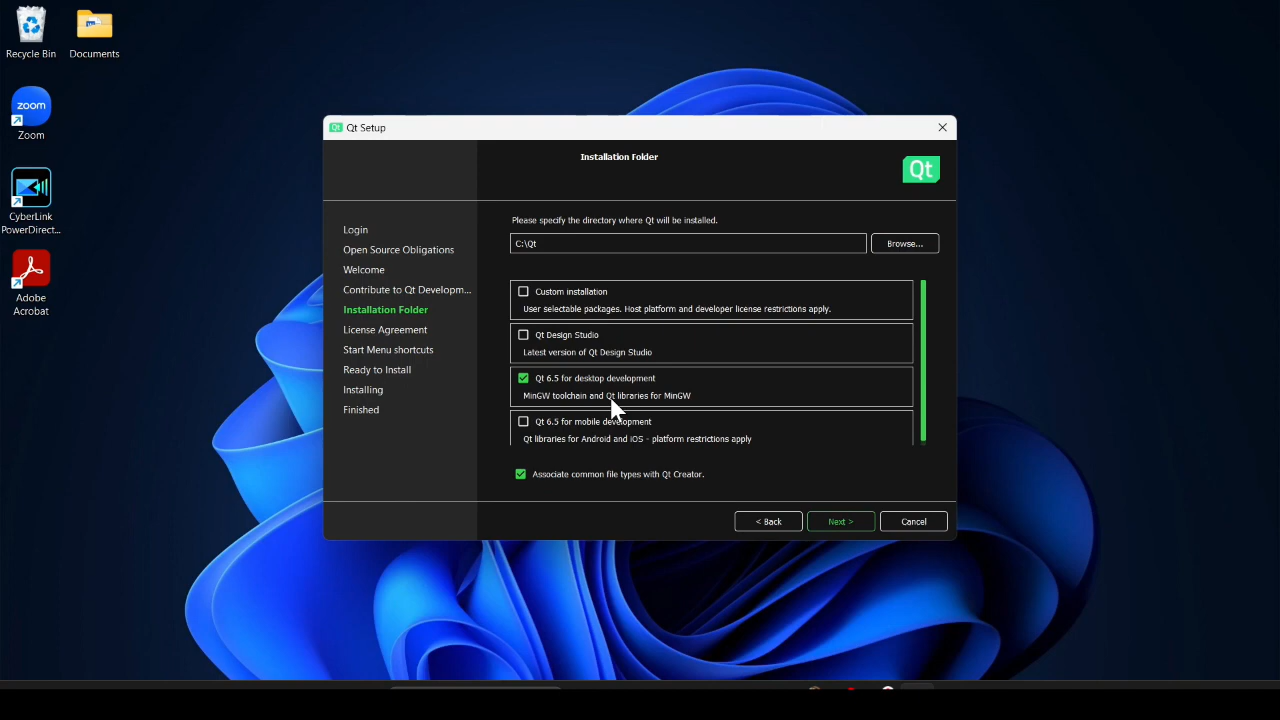 Recycle Bin
Documents
zoom
Zoom
CyberLink
PowerDirect...
Adobe
Acrobat
Qt Qt Setup
Installation Folder
Qt
Login
Open Source Obligations
Welcome
Contribute to Qt Developm...
Installation Folder
License Agreement
Start Menu shortcuts
Ready to Install
Installing
Finished
Please specify the directory where Qt will be installed.
C:\Qt
Browse...
Custom installation
User selectable packages. Host platform and developer license restrictions apply.
Qt Design Studio
Latest version of Qt Design Studio
Qt 6.5 for desktop development
MinGW toolchain and Qt libraries for MinGW
Qt 6.5 for mobile development
Qt libraries for Android and iOS - platform restrictions apply
Associate common file types with Qt Creator.
< Back
Next >
Cancel